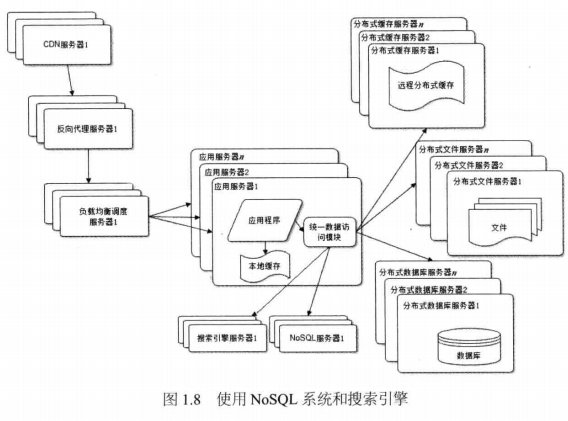 CDN服务器1
反向代理服务器1
负载均衡调度
服务器1
应用服务器n
应用服务器2
应用服务器1
应用程序
本地缓存
统一数据访
问模块
搜索引擎服务器1
NoSQL服务器1
分布式缓存服务器n
分布式缓存服务器2
分布式缓存服务器1
远程分布式缓存
分布式文件服务器n
分布式文件服务器2
分布式文件服务器1
文件
分布式数据库服务器n
分布式数据库服务器2
分布式数据库服务器1
数据库
图 1.8 使用 NoSQL 系统和搜索引擎